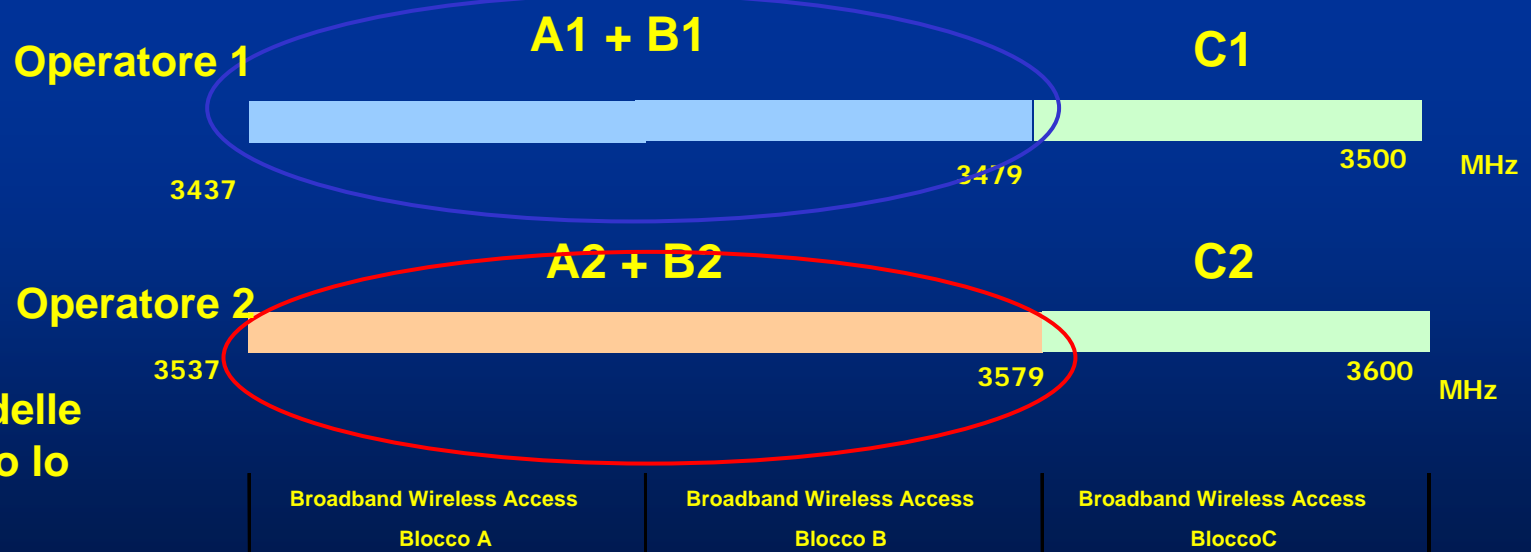 A1 + B1
C1
Operatore 1
3437
3479
3500
MHz
A2 + B2
C2
Operatore 2
3537
3579
3600
MHz
delle
o lo
Broadband Wireless Access
Blocco A
Broadband Wireless Access
Blocco B
Broadband Wireless Access
BloccoC